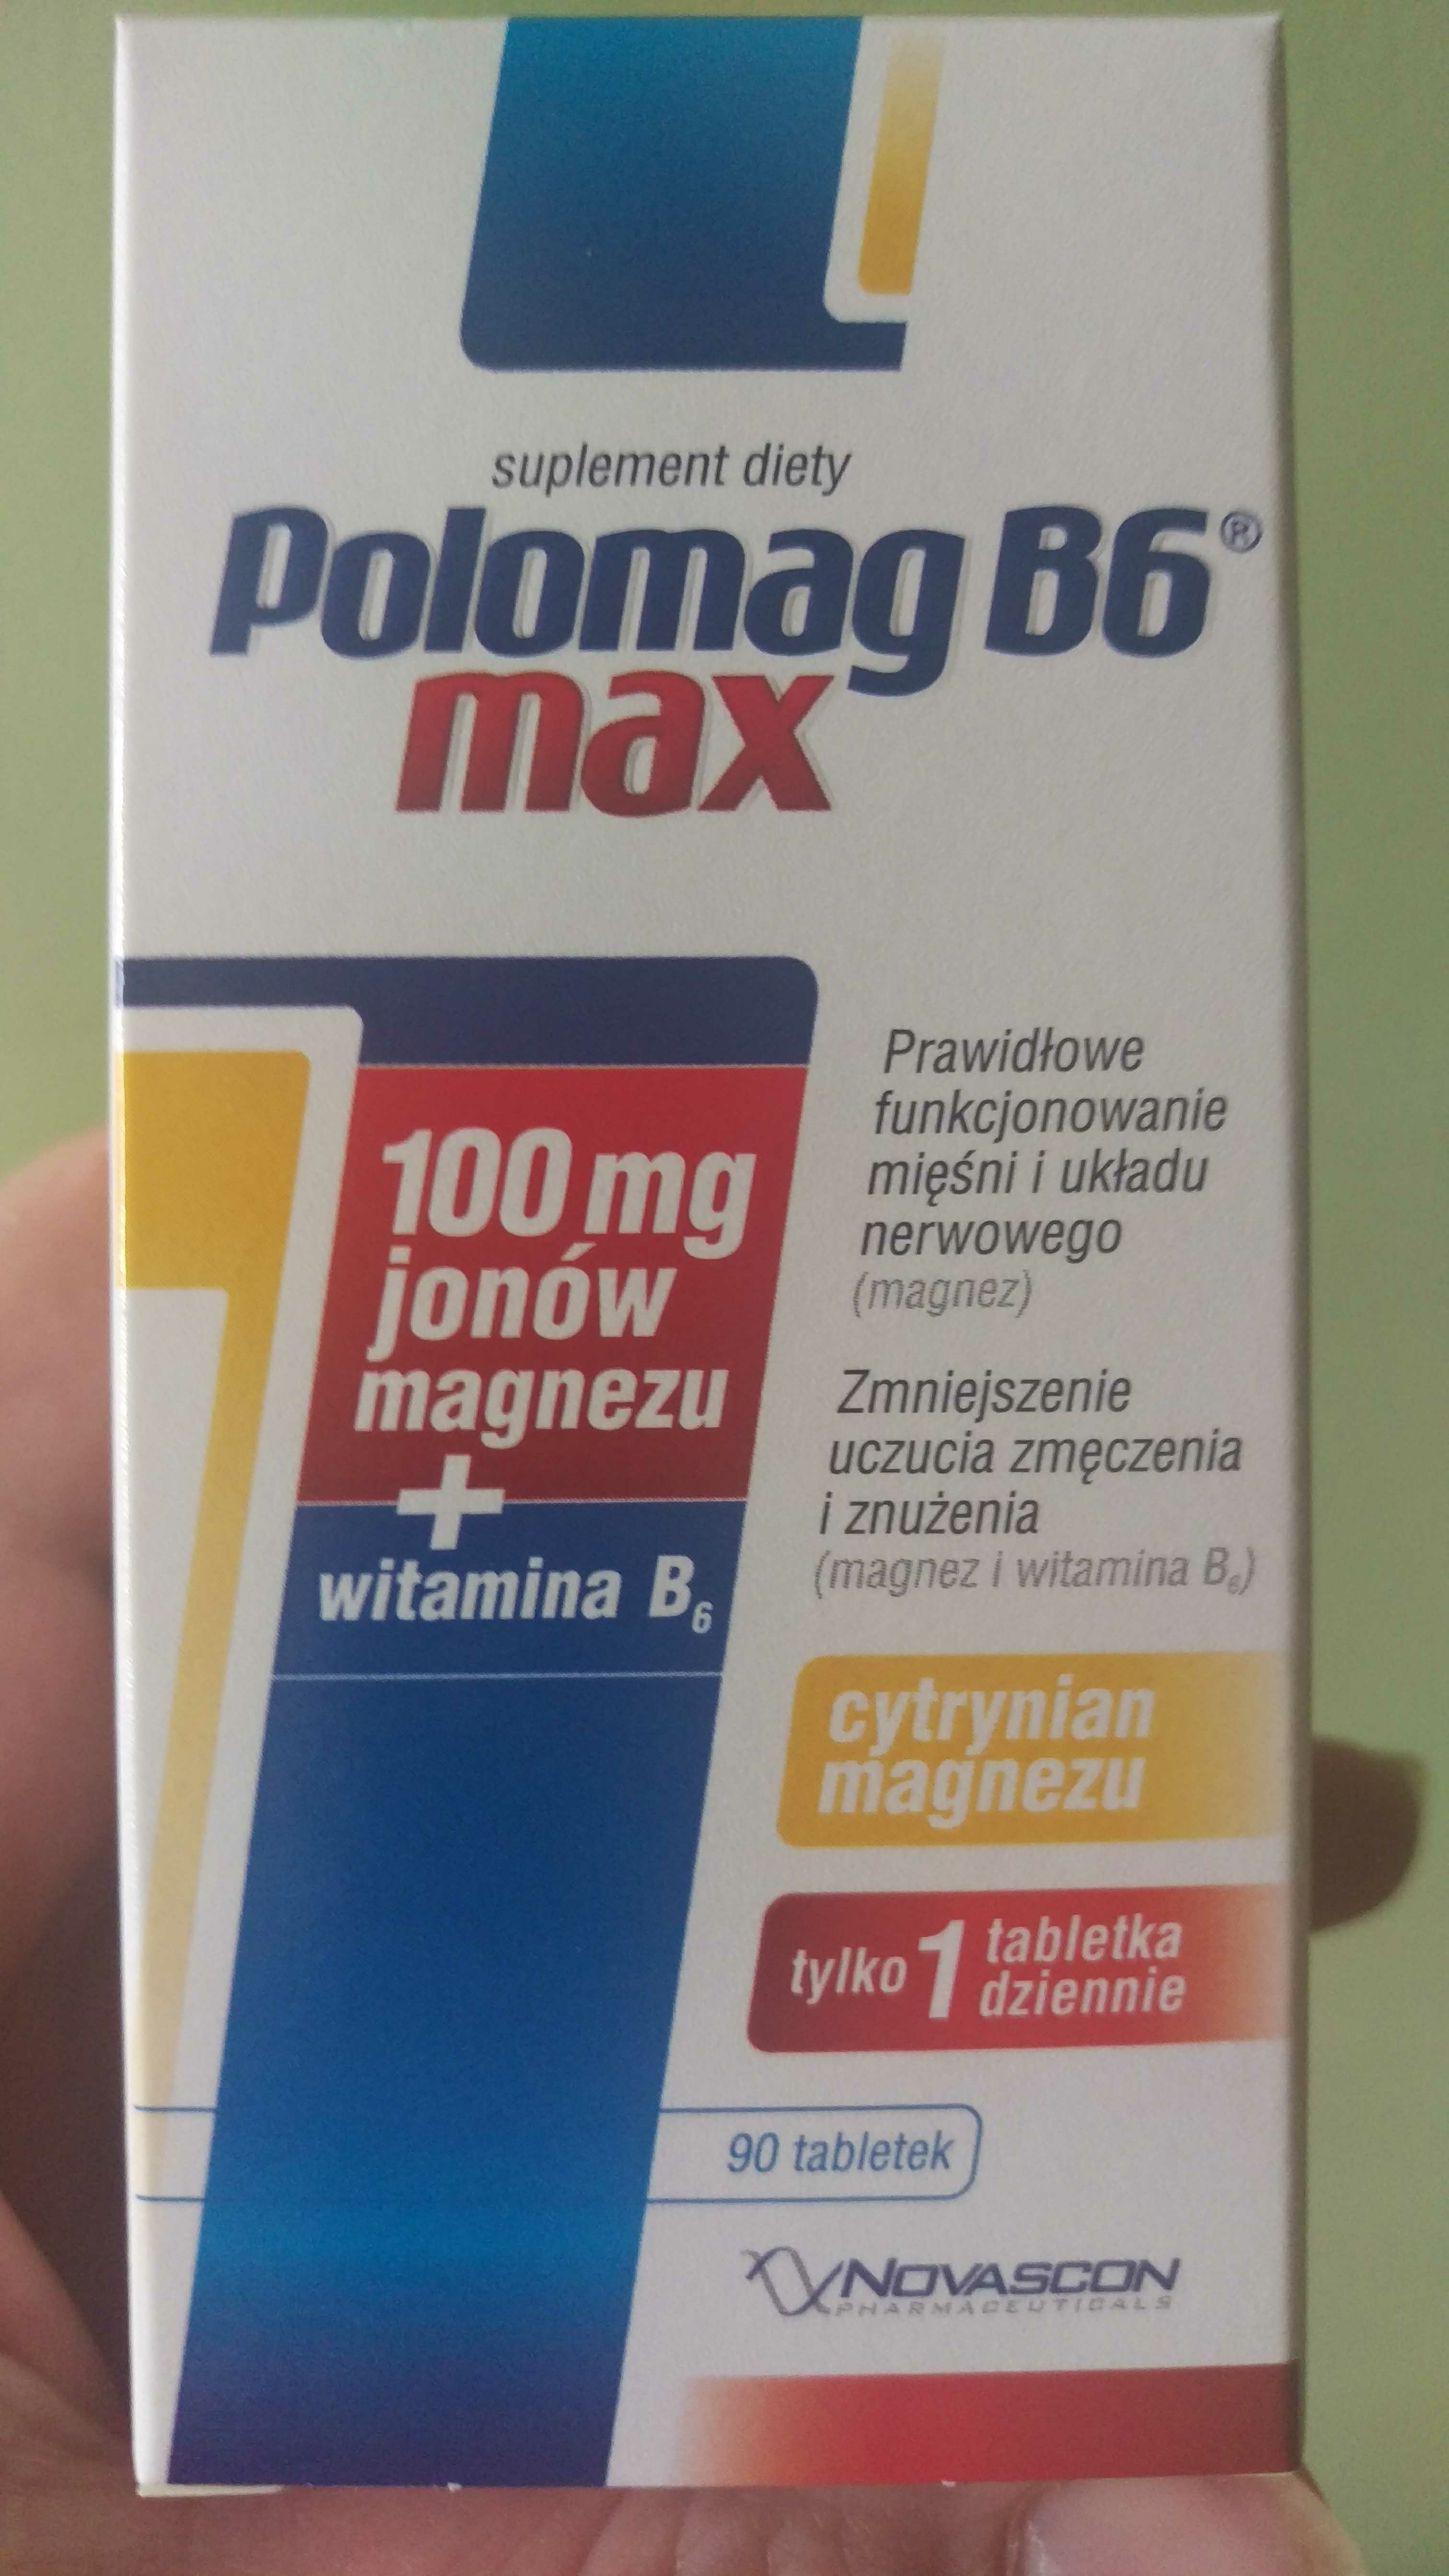 suplement diety
Polomag B6®
max
100 mg
jonów
magnezu
+
witamina B₆
Prawidłowe
funkcjonowanie
mięśni i układu
nerwowego
(magnez)
Zmniejszenie
uczucia zmęczenia
i znużenia
(magnez i witamina B₆)
cytrynian
magnezu
tylko 1 tabletka
dziennie
90 tabletek
NOVASCON
PHARMACEUTICALS